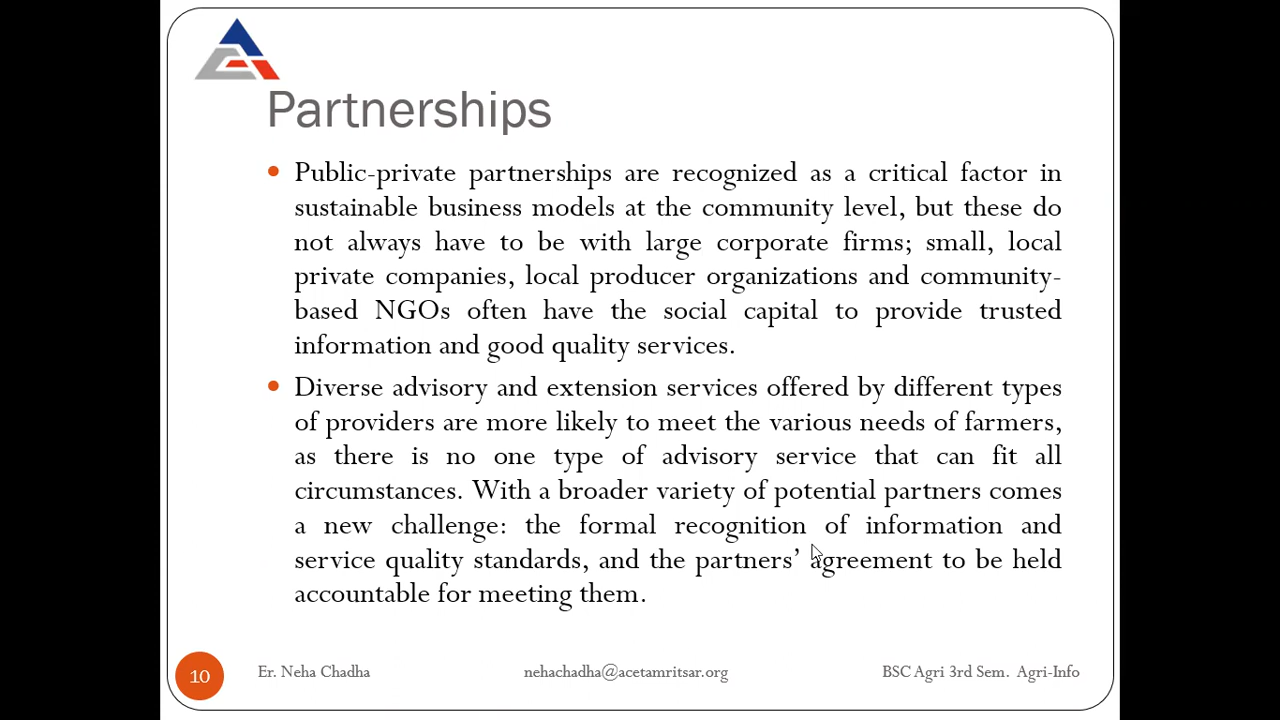 Partnerships
Public-private partnerships are recognized as a critical factor in
sustainable business models at the community level, but these do
not always have to be with large corporate firms; small, local
private companies, local producer organizations and community-
based NGOs often have the social capital to provide trusted
information and good quality services.
Diverse advisory and extension services offered by different types
of providers are more likely to meet the various needs of farmers,
as there is no one type of advisory service that can fit all
circumstances. With a broader variety of potential partners comes
a new challenge: the formal recognition of information and
service quality standards, and the partners’ agreement to be held
accountable for meeting them.
10 Er. Neha Chadha nehachadha@acetamritsar.org BSC Agri 3rd Sem. Agri-Info